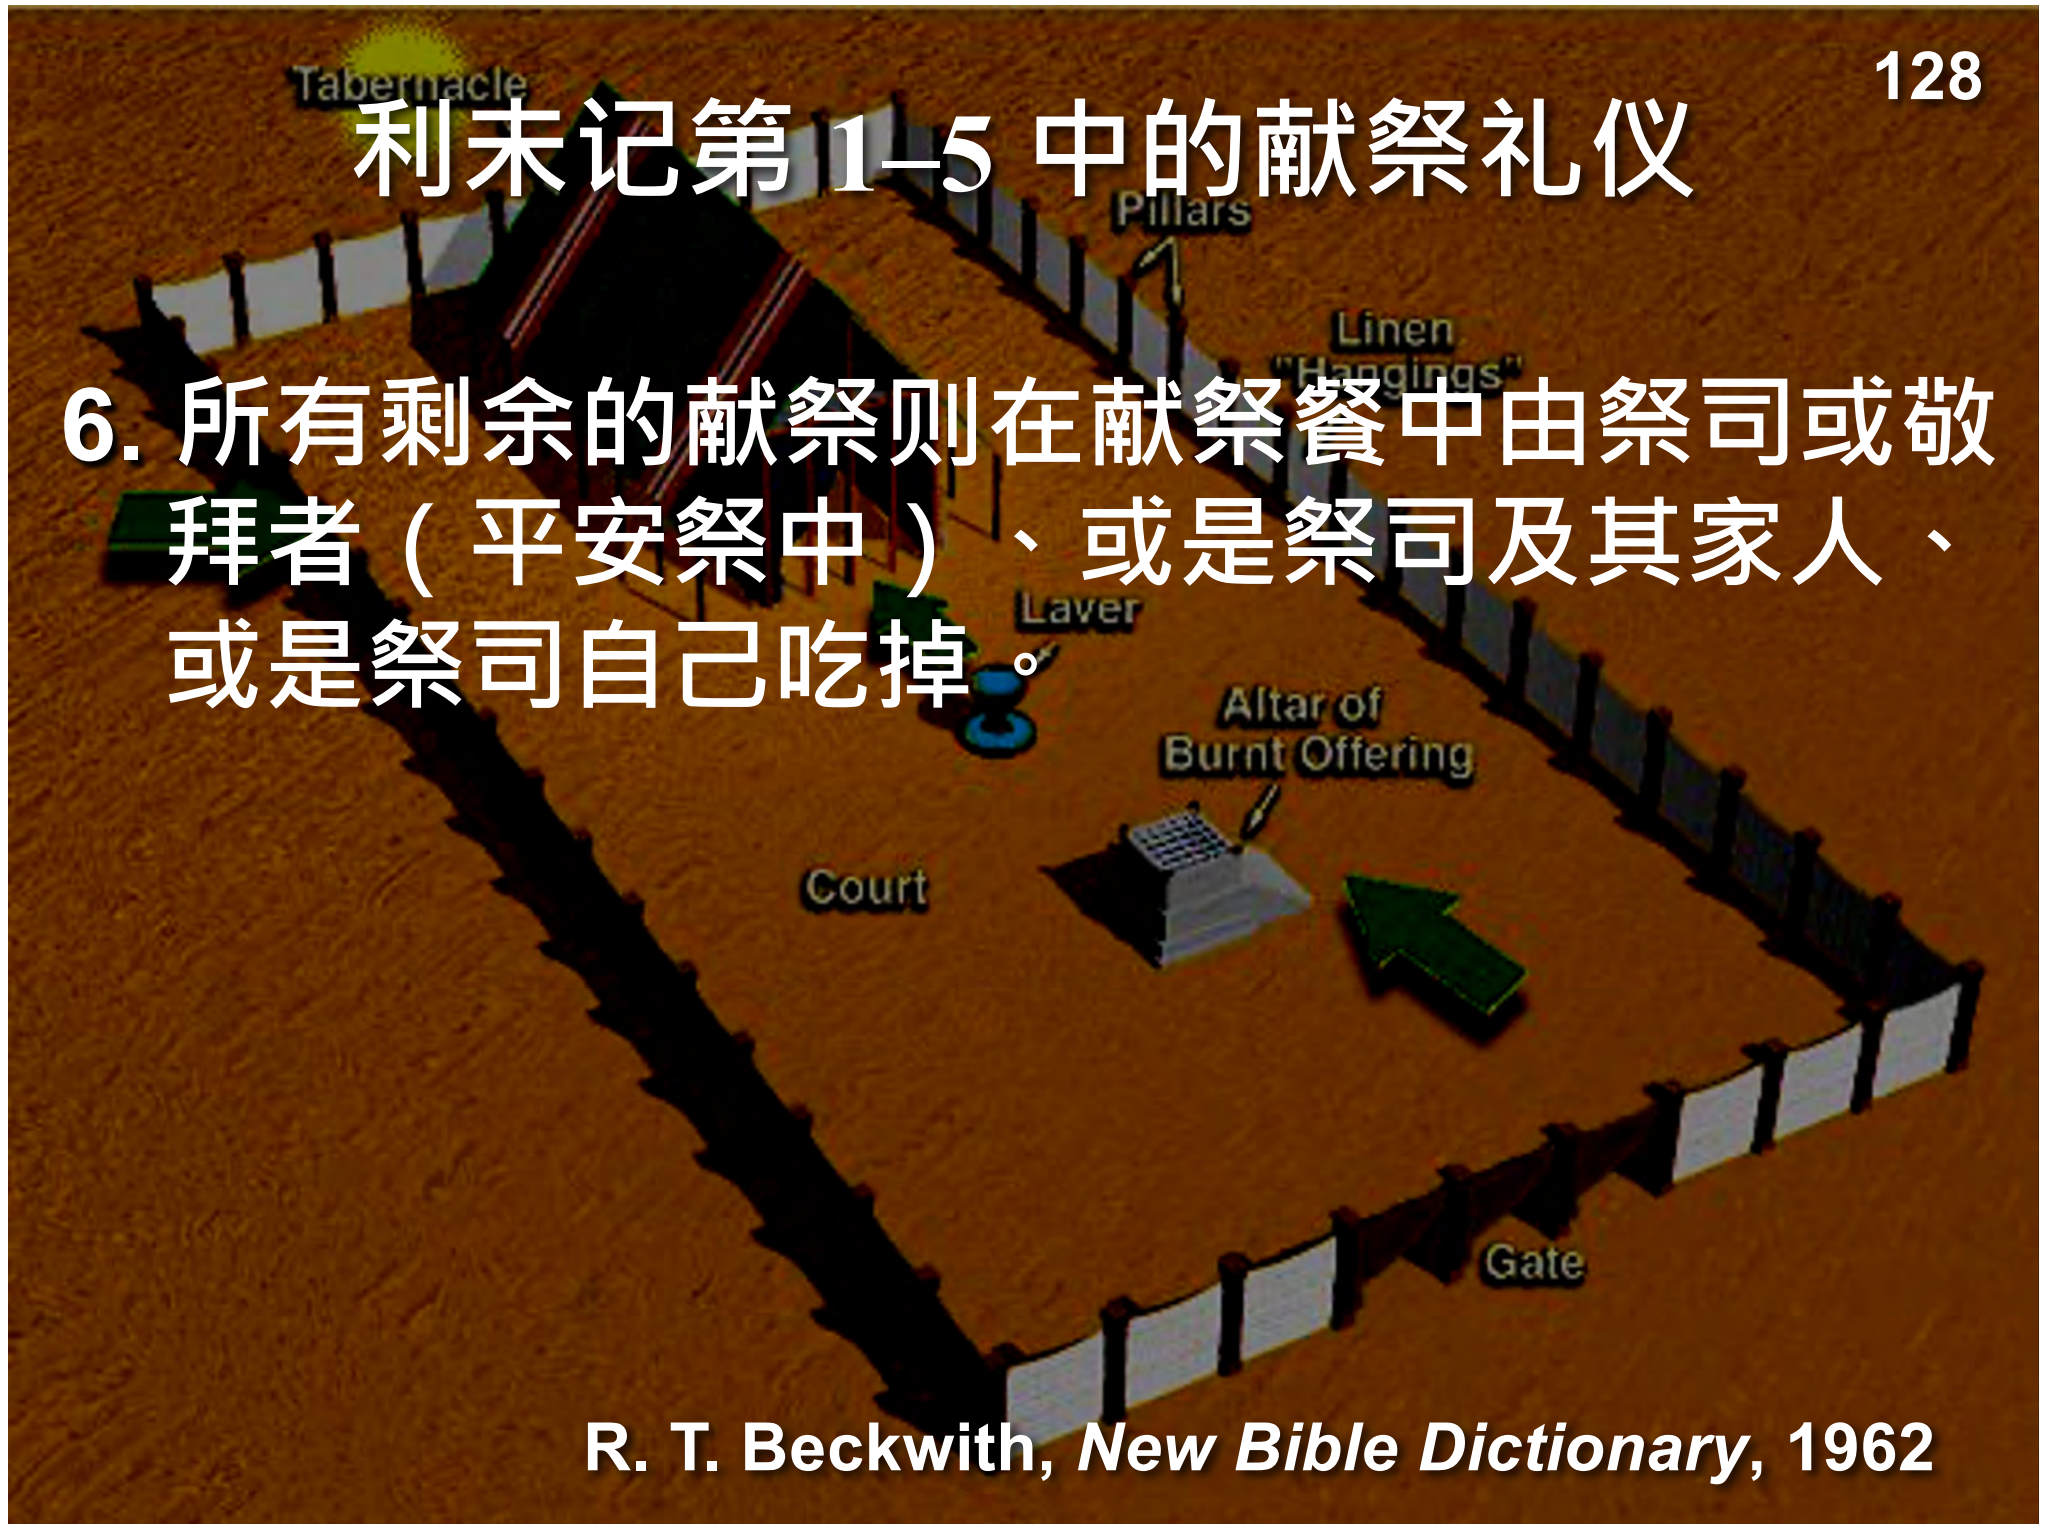 128
Tabernacle
利未记第 1–5 中的献祭礼仪
Pillars
Linen
"Hangings"
6. 所有剩余的献祭则在献祭餐中由祭司或敬
拜者（平安祭中）、或是祭司及其家人、
或是祭司自己吃掉。
Laver
Altar of
Burnt Offering
Court
Gate
R. T. Beckwith, New Bible Dictionary, 1962